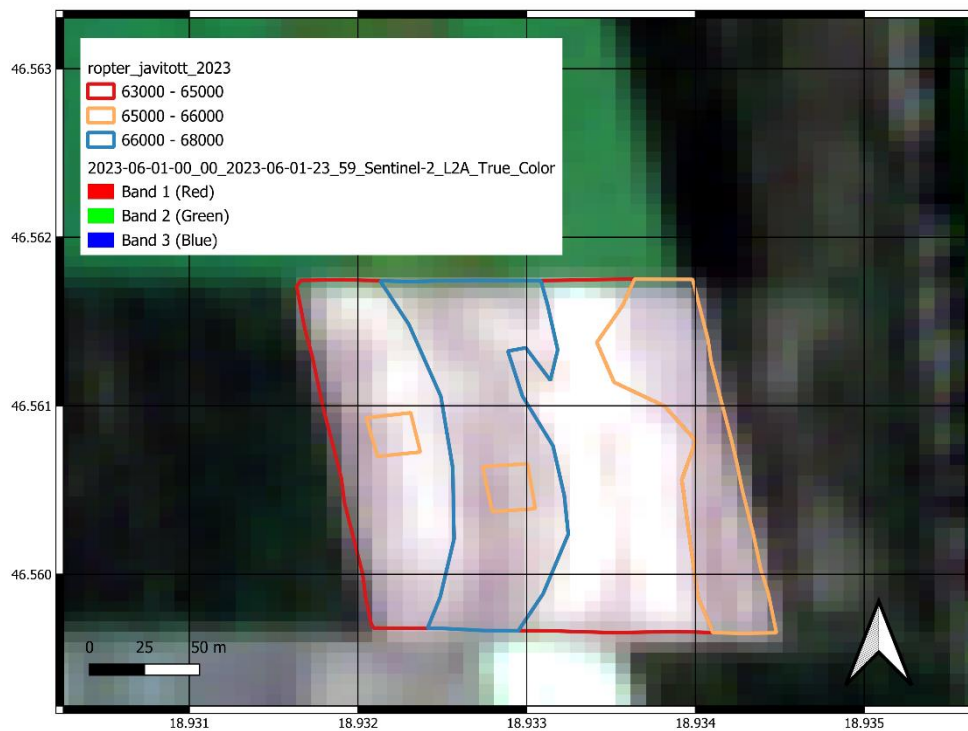 46.563
46.562
46.561
46.560
ropter_javitott_2023
63000 - 65000
65000 - 66000
66000 - 68000
2023-06-01-00_00_2023-06-01-23_59_Sentinel-2_L2A_True_Color
Band 1 (Red)
Band 2 (Green)
Band 3 (Blue)
0 25 50 m
18.931 18.932 18.933 18.934 18.935